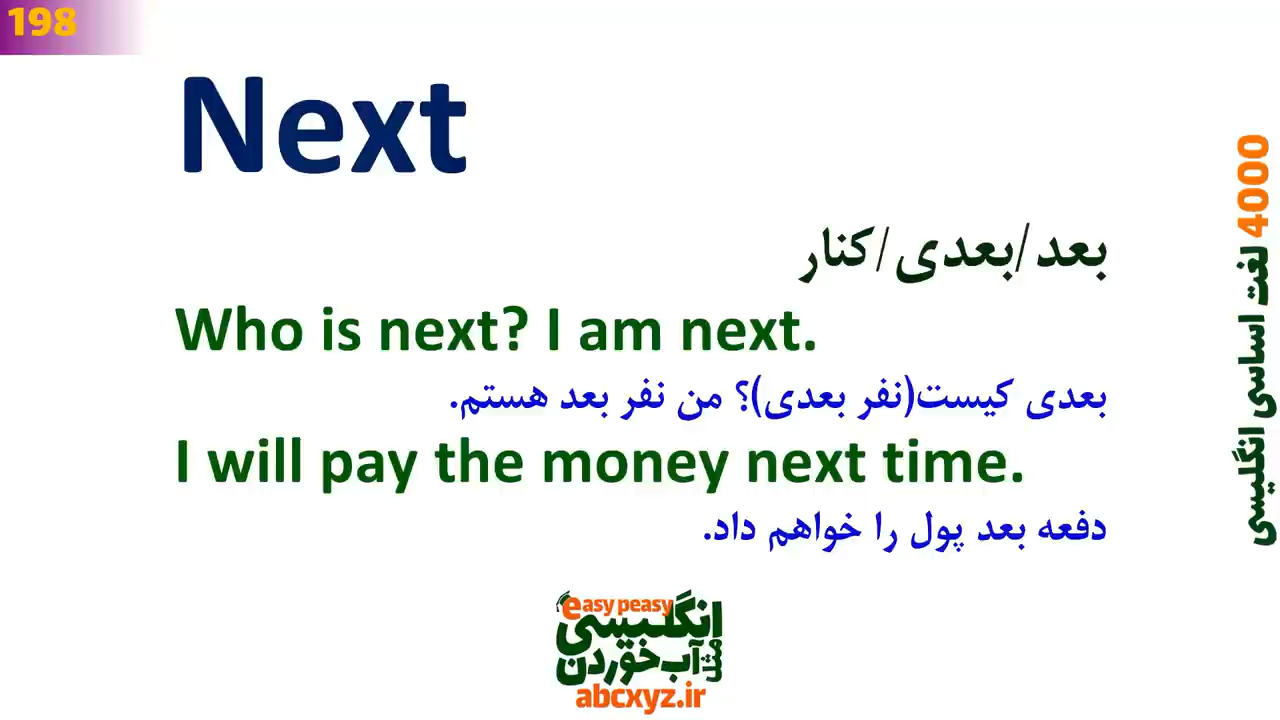 198
Next
بعد/بعدی/کنار
Who is next? I am next.
بعدی کیست(نفر بعدی)؟ من نفر بعد هستم.
I will pay the money next time.
دفعه بعد پول را خواهم داد.
4000 لغت اساسی انگلیسی
easy peasy
انگلیسی
مثل آب خوردن
abcxyz.ir